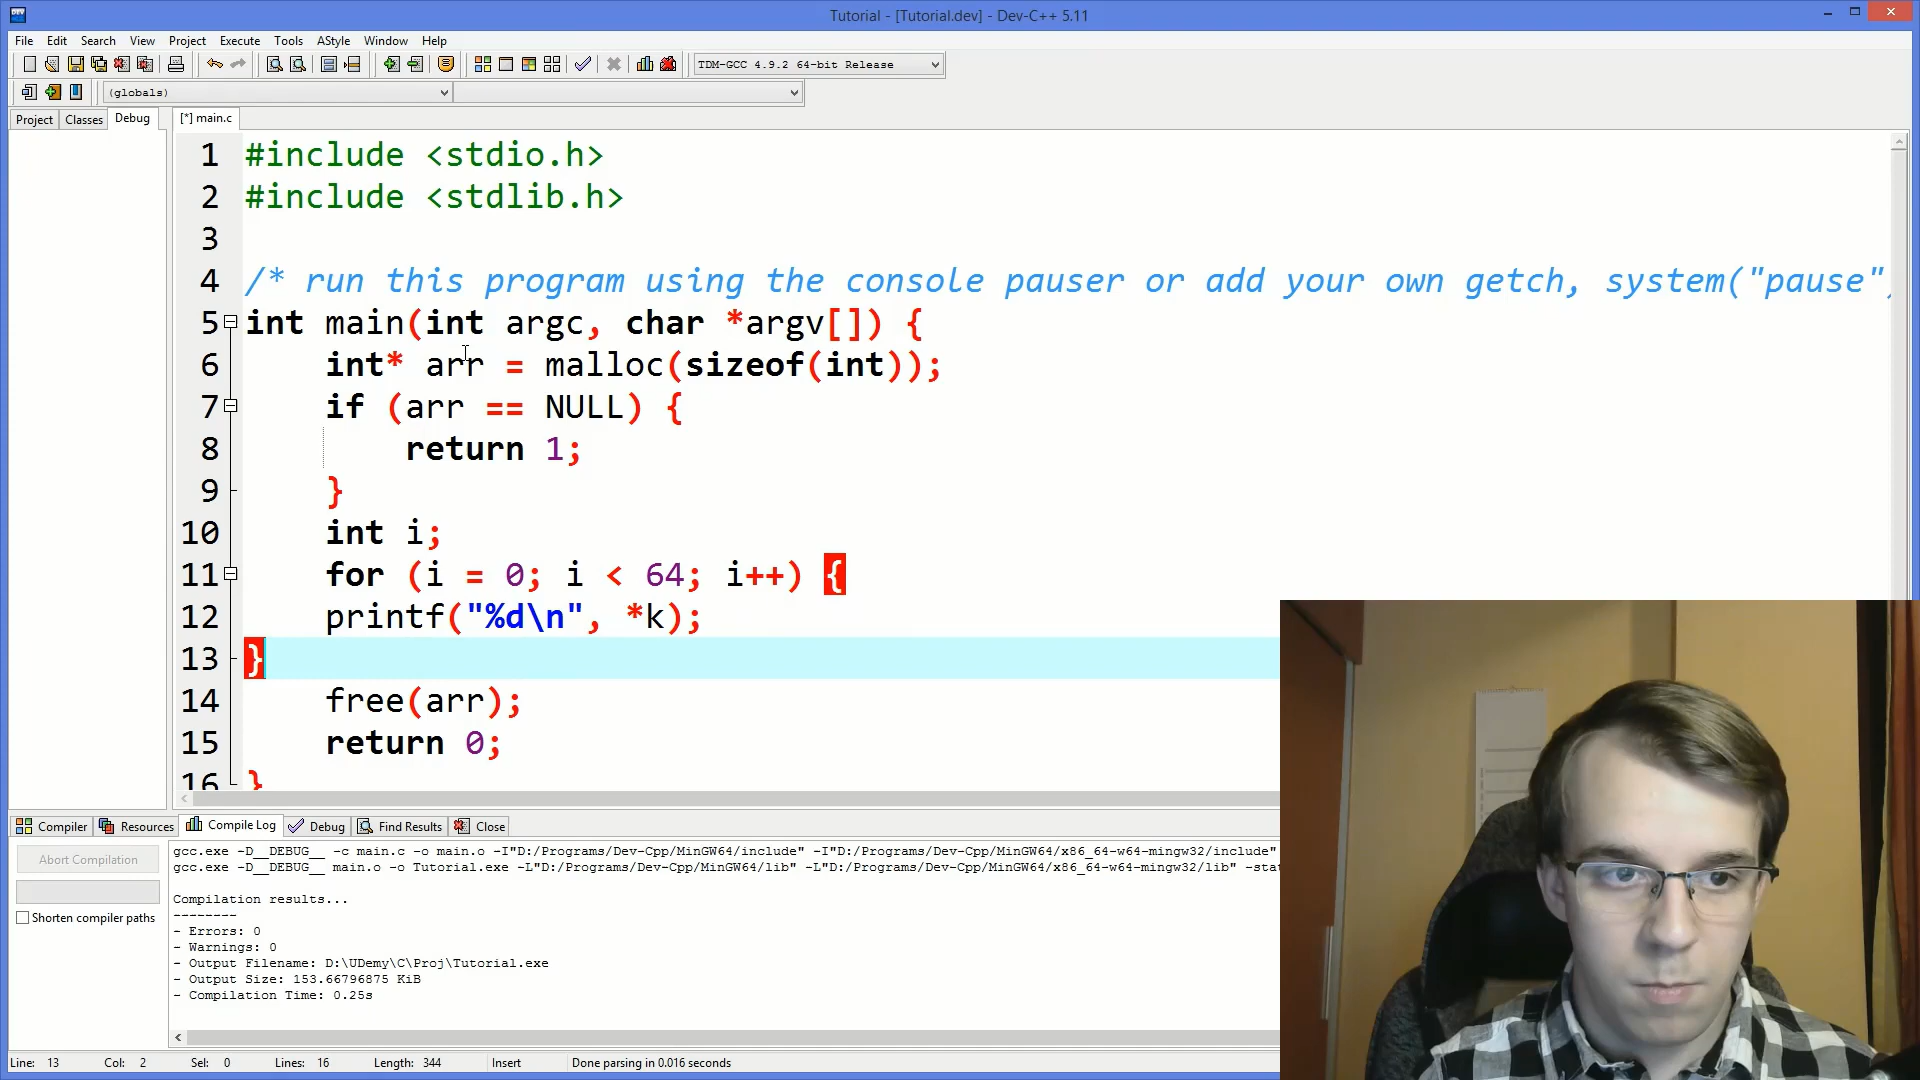 Tutorial - [Tutorial.dev] - Dev-C++ 5.11
File Edit Search View Project Execute Tools AStyle Window Help
TDM-GCC 4.9.2 64-bit Release
(globals)
Project Classes Debug [*] main.c
1 #include <stdio.h>
2 #include <stdlib.h>
3
4 /* run this program using the console pauser or add your own getch, system("pause")
5 int main(int argc, char *argv[]) {
6 int* arr = malloc(sizeof(int));
7 if (arr == NULL) {
8 return 1;
9 }
10 int i;
11 for (i = 0; i < 64; i++) {
12 printf("%d\n", *k);
13 }
14 free(arr);
15 return 0;
16 }
Compiler Resources Compile Log Debug Find Results Close
Abort Compilation
Shorten compiler paths
gcc.exe -D__DEBUG__ -c main.c -o main.o -I"D:/Programs/Dev-Cpp/MinGW64/include" -I"D:/Programs/Dev-Cpp/MinGW64/x86_64-w64-mingw32/include"
gcc.exe -D__DEBUG__ main.o -o Tutorial.exe -L"D:/Programs/Dev-Cpp/MinGW64/lib" -L"D:/Programs/Dev-Cpp/MinGW64/x86_64-w64-mingw32/lib" -stat
Compilation results...
--------
- Errors: 0
- Warnings: 0
- Output Filename: D:\UDemy\C\Proj\Tutorial.exe
- Output Size: 153.66796875 KiB
- Compilation Time: 0.25s
Line: 13 Col: 2 Sel: 0 Lines: 16 Length: 344 Insert Done parsing in 0.016 seconds